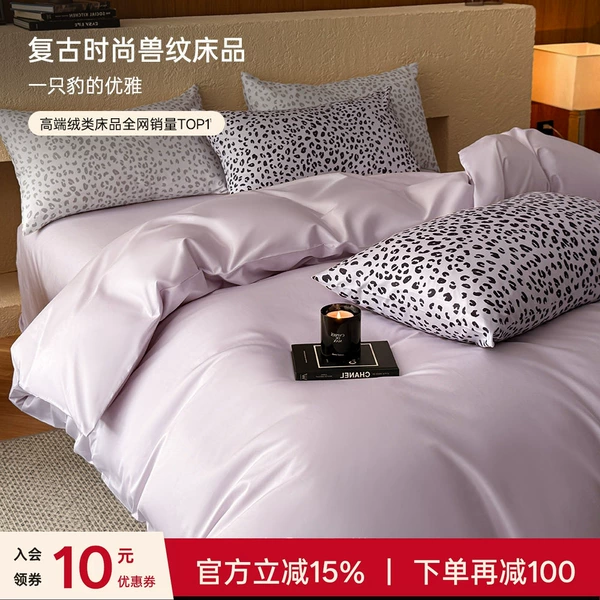 复古时尚兽纹床品
一只豹的优雅
高端绒类床品全网销量TOP1
CHANEL
入会
领券
10元
优惠券
官方立减15%
下单再减100